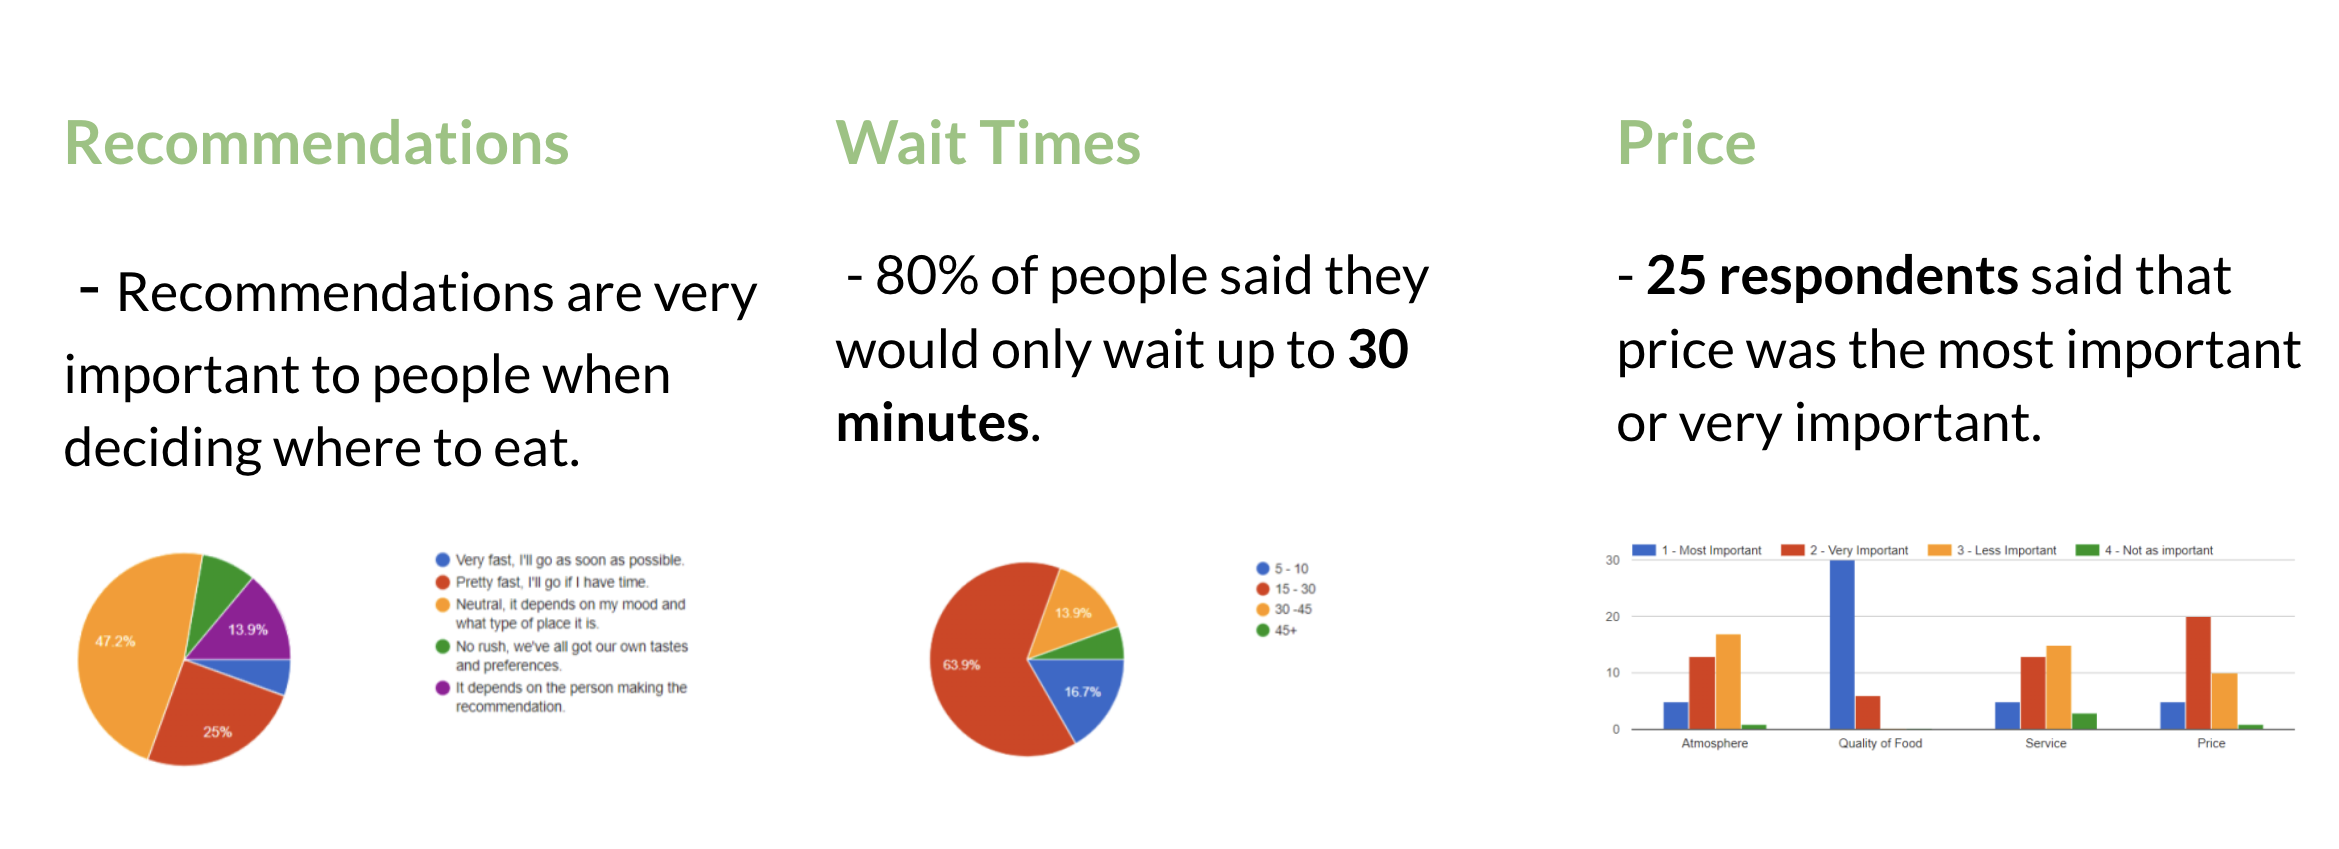 Recommendations
- Recommendations are very
important to people when
deciding where to eat.
47.2%
13.9%
25%
Very fast, I'll go as soon as possible.
Pretty fast, I'll go if I have time.
Neutral, it depends on my mood and
what type of place it is.
No rush, we've all got our own tastes
and preferences.
It depends on the person making the
recommendation.
Wait Times
- 80% of people said they
would only wait up to 30
minutes.
13.9%
63.9%
16.7%
5 - 10
15 - 30
30 -45
45+
Price
- 25 respondents said that
price was the most important
or very important.
1 - Most Important 2 - Very Important 3 - Less Important 4 - Not as important
30
20
10
0
Atmosphere Quality of Food Service Price